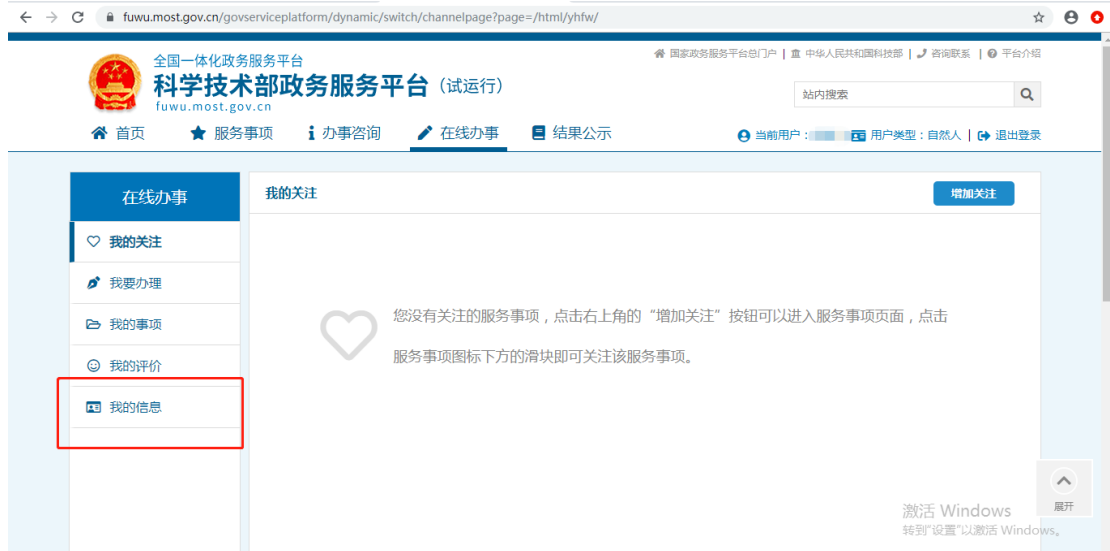 fuwu.most.gov.cn/govserviceplatform/dynamic/switch/channelpage?page=/html/yhfw/
全国一体化政务服务平台
科学技术部政务服务平台（试运行）
fuwu.most.gov.cn
国家政务服务平台总门户 | 中华人民共和国科技部 | 咨询联系 | 平台介绍
站内搜索
首页 服务事项 办事咨询 在线办事 结果公示
当前用户： 用户类型：自然人 | 退出登录
在线办事
我的关注
增加关注
我的关注
我要办理
我的事项
我的评价
我的信息
您没有关注的服务事项，点击右上角的“增加关注”按钮可以进入服务事项页面，点击
服务事项图标下方的滑块即可关注该服务事项。
展开
激活 Windows
转到"设置"以激活 Windows。